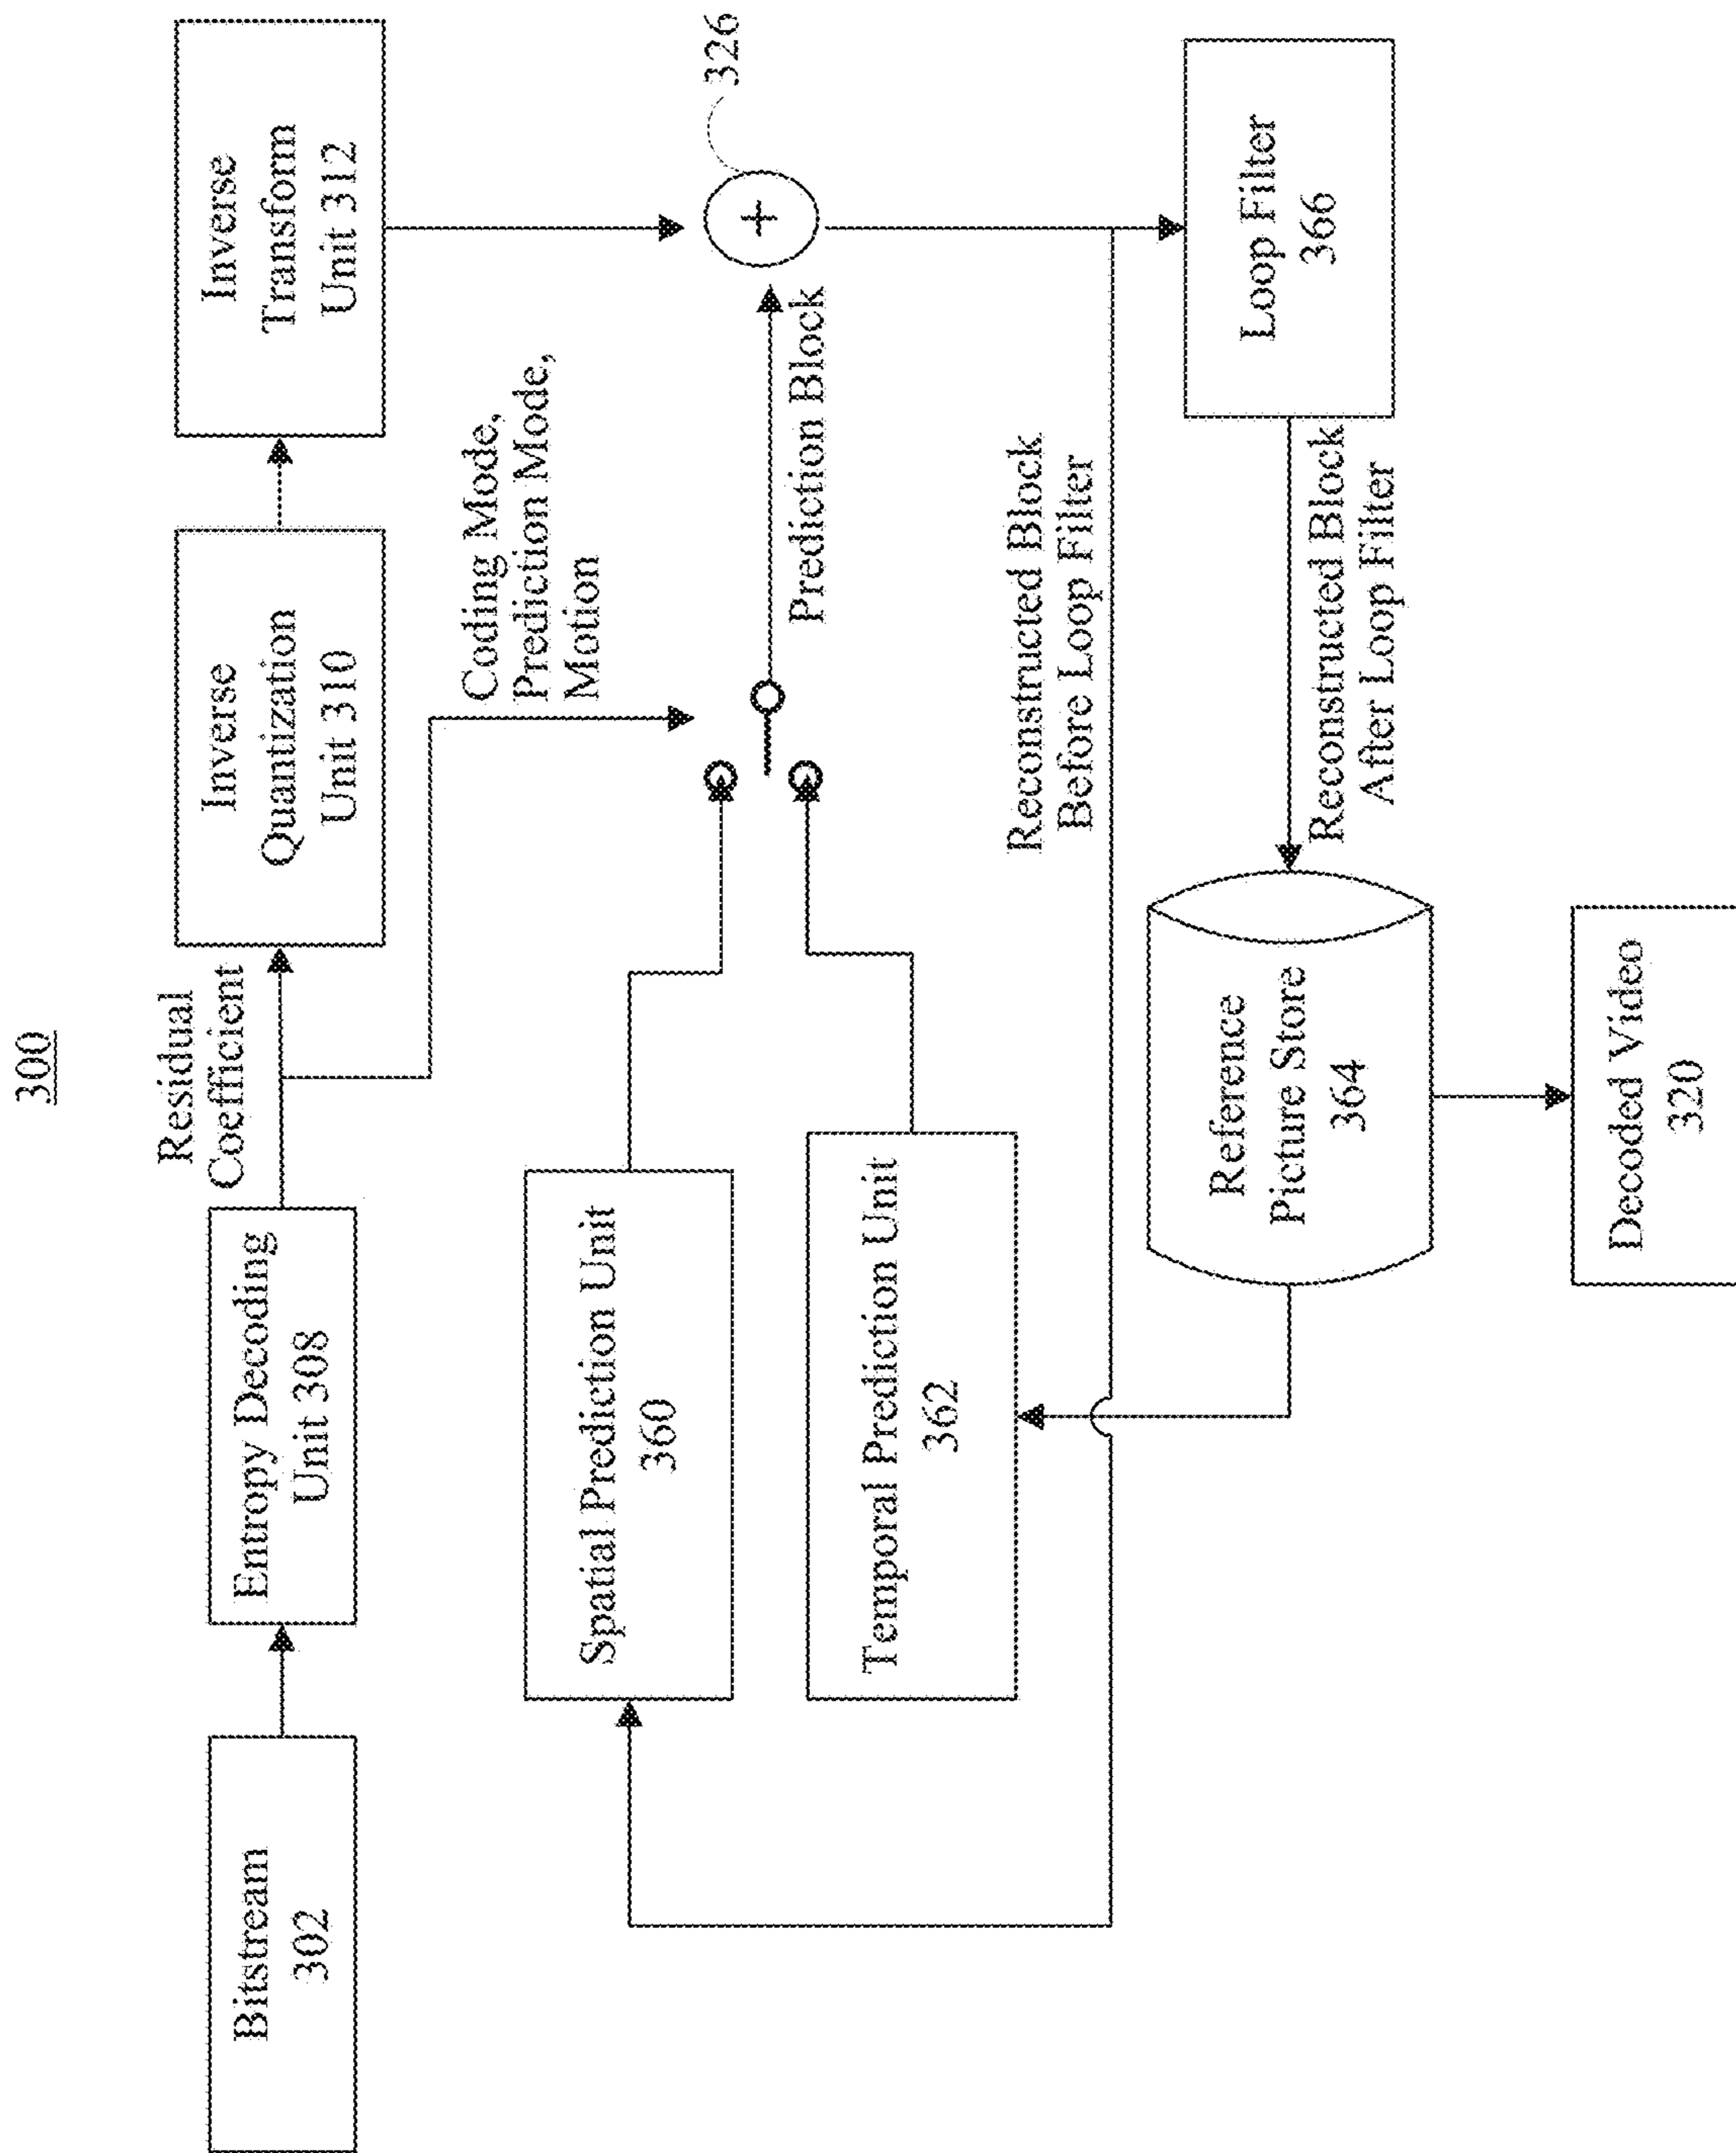 300
Bitstream
302
Entropy Decoding
Unit 308
Residual
Coefficient
Inverse
Quantization
Unit 310
Inverse
Transform
Unit 312
Coding Mode,
Prediction Mode,
Motion
Spatial Prediction Unit
360
Temporal Prediction Unit
362
Prediction Block
+
326
Reconstructed Block
Before Loop Filter
Reference
Picture Store
364
Reconstructed Block
After Loop Filter
Loop Filter
366
Decoded Video
320